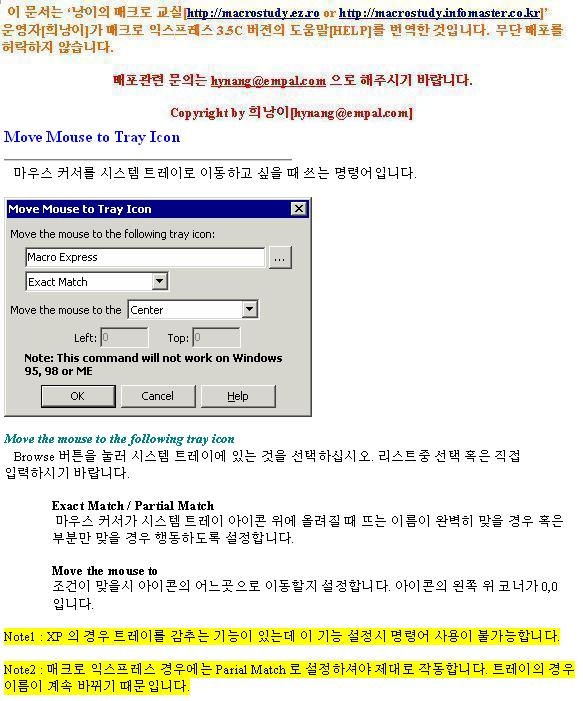 이 문서는 '낭이의 매크로 교실[http://macrostudy.ez.ro or http://macrostudy.infomaster.co.kr]'
운영자[희낭이]가 매크로 익스프레스 3.5C 버젼의 도움말[HELP]를 번역한 것입니다. 무단 배포를
허락하지 않습니다.
배포관련 문의는 hynang@empal.com 으로 해주시기 바랍니다.
Copyright by 희낭이[hynang@empal.com]
Move Mouse to Tray Icon
마우스 커서를 시스템 트레이로 이동하고 싶을 때 쓰는 명령어입니다.
Move Mouse to Tray Icon
Move the mouse to the following tray icon:
Macro Express
...
Exact Match
Move the mouse to the Center
Left: 0 Top: 0
Note: This command will not work on Windows
95, 98 or ME
OK Cancel Help
Move the mouse to the following tray icon
Browse 버튼을 눌러 시스템 트레이에 있는 것을 선택하십시오. 리스트중 선택 혹은 직접
입력하시기 바랍니다.
Exact Match / Partial Match
마우스 커서가 시스템 트레이 아이콘 위에 올려질 때 뜨는 이름이 완벽히 맞을 경우 혹은
부분만 맞을 경우 행동하도록 설정합니다.
Move the mouse to
조건이 맞을시 아이콘의 어느곳으로 이동할지 설정합니다. 아이콘의 왼쪽 위 코너가 0,0
입니다.
Note1 : XP 의 경우 트레이를 감추는 기능이 있는데 이 기능 설정시 명령어 사용이 불가능합니다.
Note2 : 매크로 익스프레스 경우에는 Parial Match 로 설정하셔야 제대로 작동합니다. 트레이의 경우
이름이 계속 바뀌기 때문입니다.